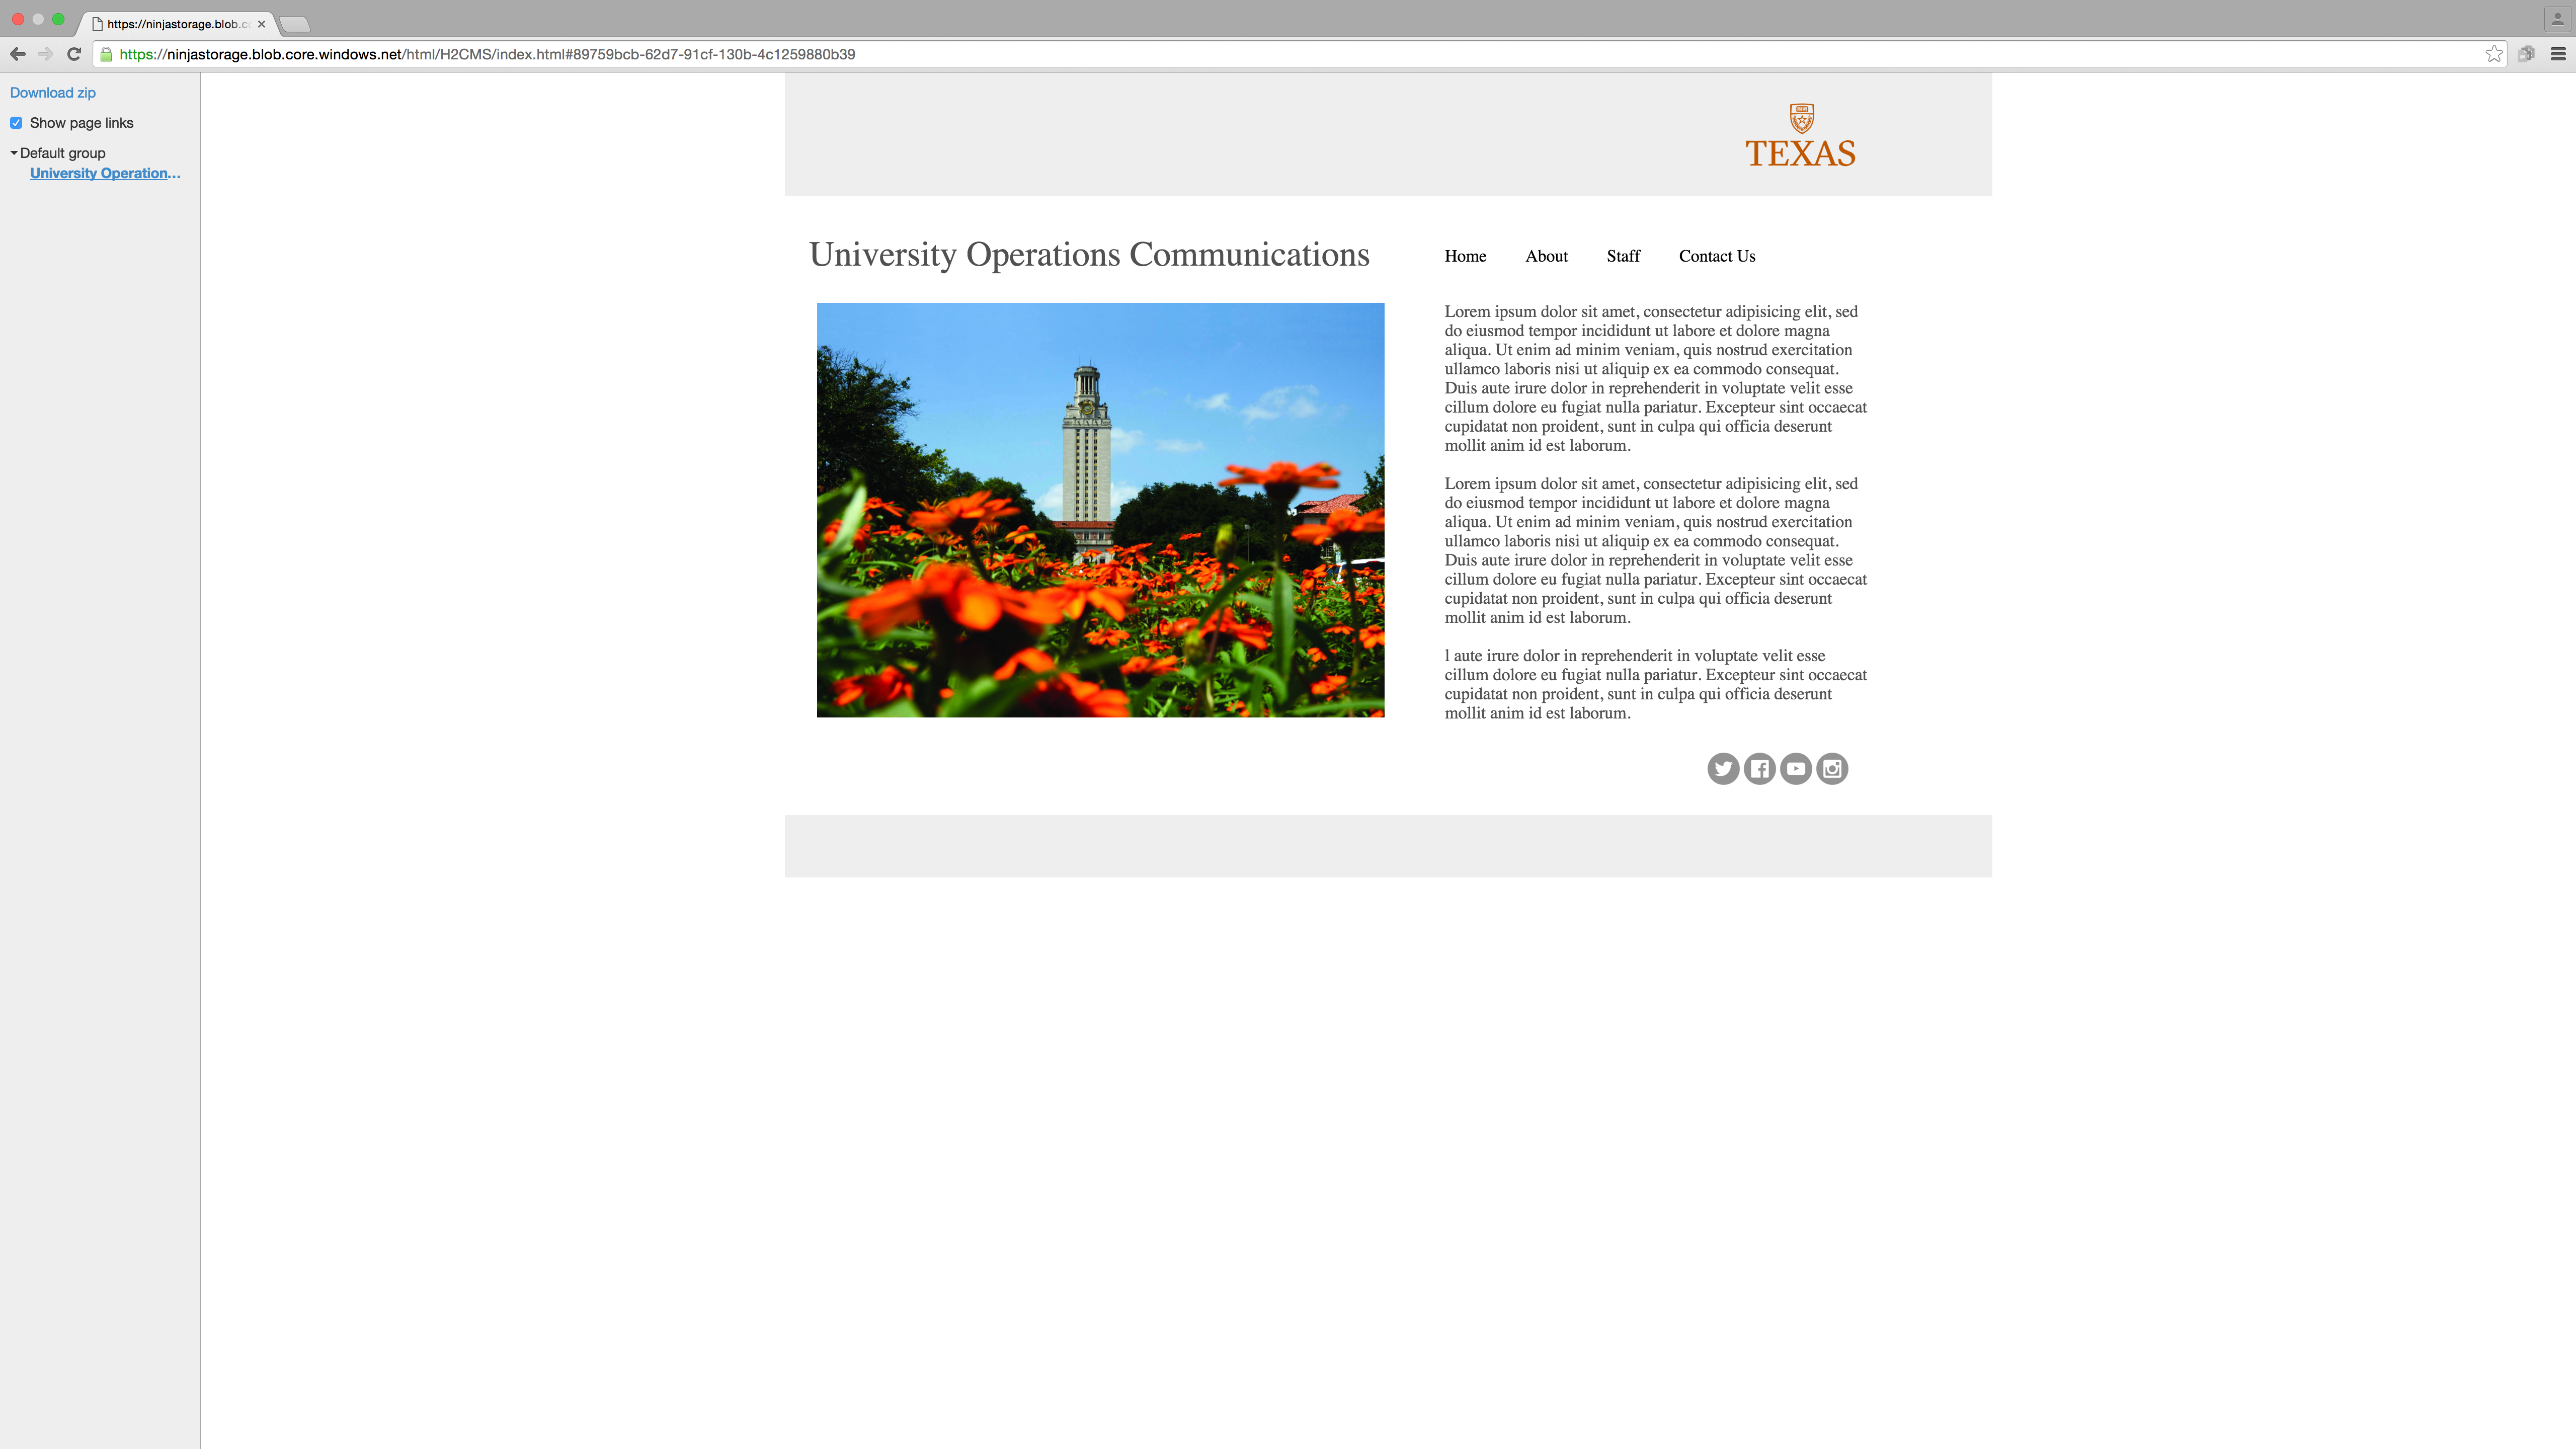 https://ninjastorage.blob.c
https://ninjastorage.blob.core.windows.net/html/H2CMS/index.html#89759bcb-62d7-91cf-130b-4c1259880b39
Download zip
Show page links
Default group
University Operation...
TEXAS
University Operations Communications
Home About Staff Contact Us
Lorem ipsum dolor sit amet, consectetur adipisicing elit, sed
do eiusmod tempor incididunt ut labore et dolore magna
aliqua. Ut enim ad minim veniam, quis nostrud exercitation
ullamco laboris nisi ut aliquip ex ea commodo consequat.
Duis aute irure dolor in reprehenderit in voluptate velit esse
cillum dolore eu fugiat nulla pariatur. Excepteur sint occaecat
cupidatat non proident, sunt in culpa qui officia deserunt
mollit anim id est laborum.
Lorem ipsum dolor sit amet, consectetur adipisicing elit, sed
do eiusmod tempor incididunt ut labore et dolore magna
aliqua. Ut enim ad minim veniam, quis nostrud exercitation
ullamco laboris nisi ut aliquip ex ea commodo consequat.
Duis aute irure dolor in reprehenderit in voluptate velit esse
cillum dolore eu fugiat nulla pariatur. Excepteur sint occaecat
cupidatat non proident, sunt in culpa qui officia deserunt
mollit anim id est laborum.
l aute irure dolor in reprehenderit in voluptate velit esse
cillum dolore eu fugiat nulla pariatur. Excepteur sint occaecat
cupidatat non proident, sunt in culpa qui officia deserunt
mollit anim id est laborum.